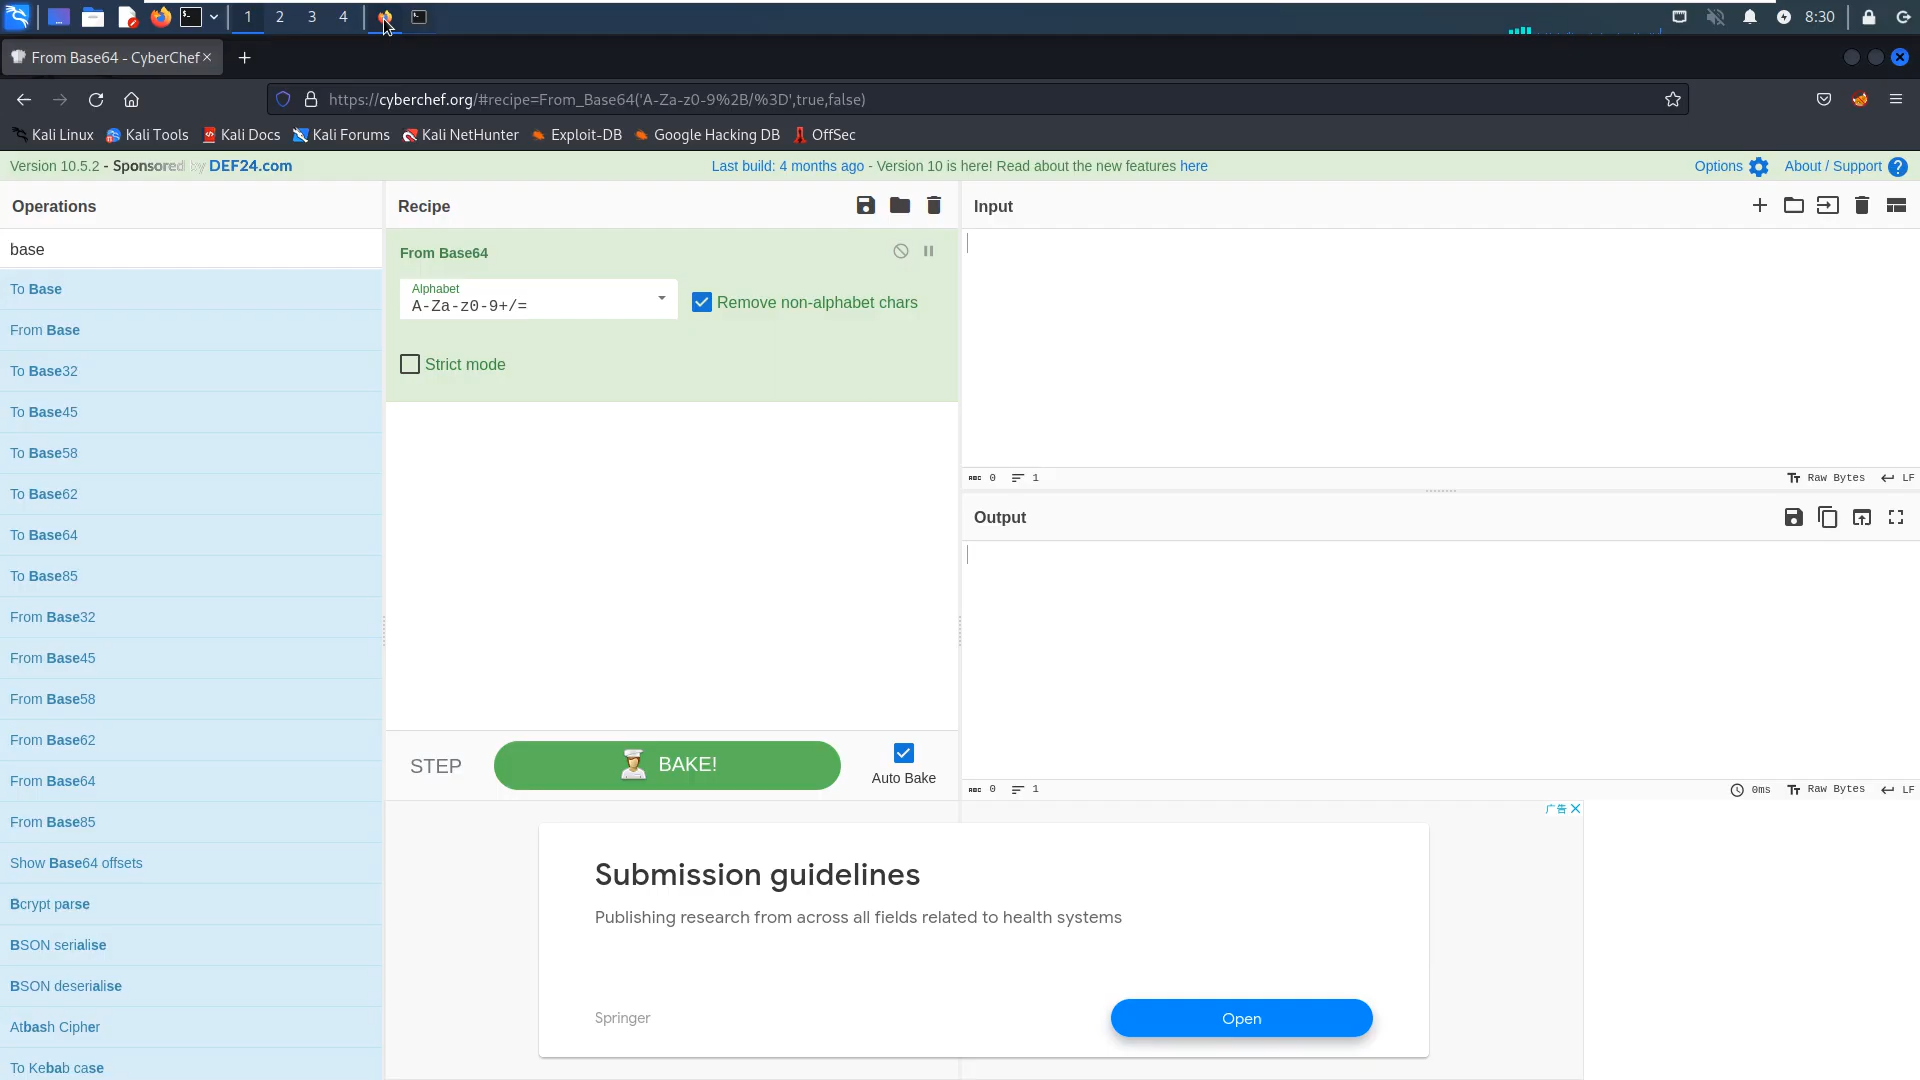 1 2 3 4 8:30
From Base64 - CyberChef
https://cyberchef.org/#recipe=From_Base64('A-Za-z0-9%2B/%3D',true,false)
Kali Linux Kali Tools Kali Docs Kali Forums Kali NetHunter Exploit-DB Google Hacking DB OffSec
Version 10.5.2 - Sponsored by DEF24.com Last build: 4 months ago - Version 10 is here! Read about the new features here Options About / Support
Operations
base
To Base
From Base
To Base32
To Base45
To Base58
To Base62
To Base64
To Base85
From Base32
From Base45
From Base58
From Base62
From Base64
From Base85
Show Base64 offsets
Bcrypt parse
BSON serialise
BSON deserialise
Atbash Cipher
To Kebab case
Recipe
From Base64
Alphabet
A-Za-z0-9+/=
Remove non-alphabet chars
Strict mode
STEP BAKE! Auto Bake
Input
ABC 0 1 Raw Bytes LF
Output
ABC 0 1 0ms Raw Bytes LF
广告
Submission guidelines
Publishing research from across all fields related to health systems
Springer Open